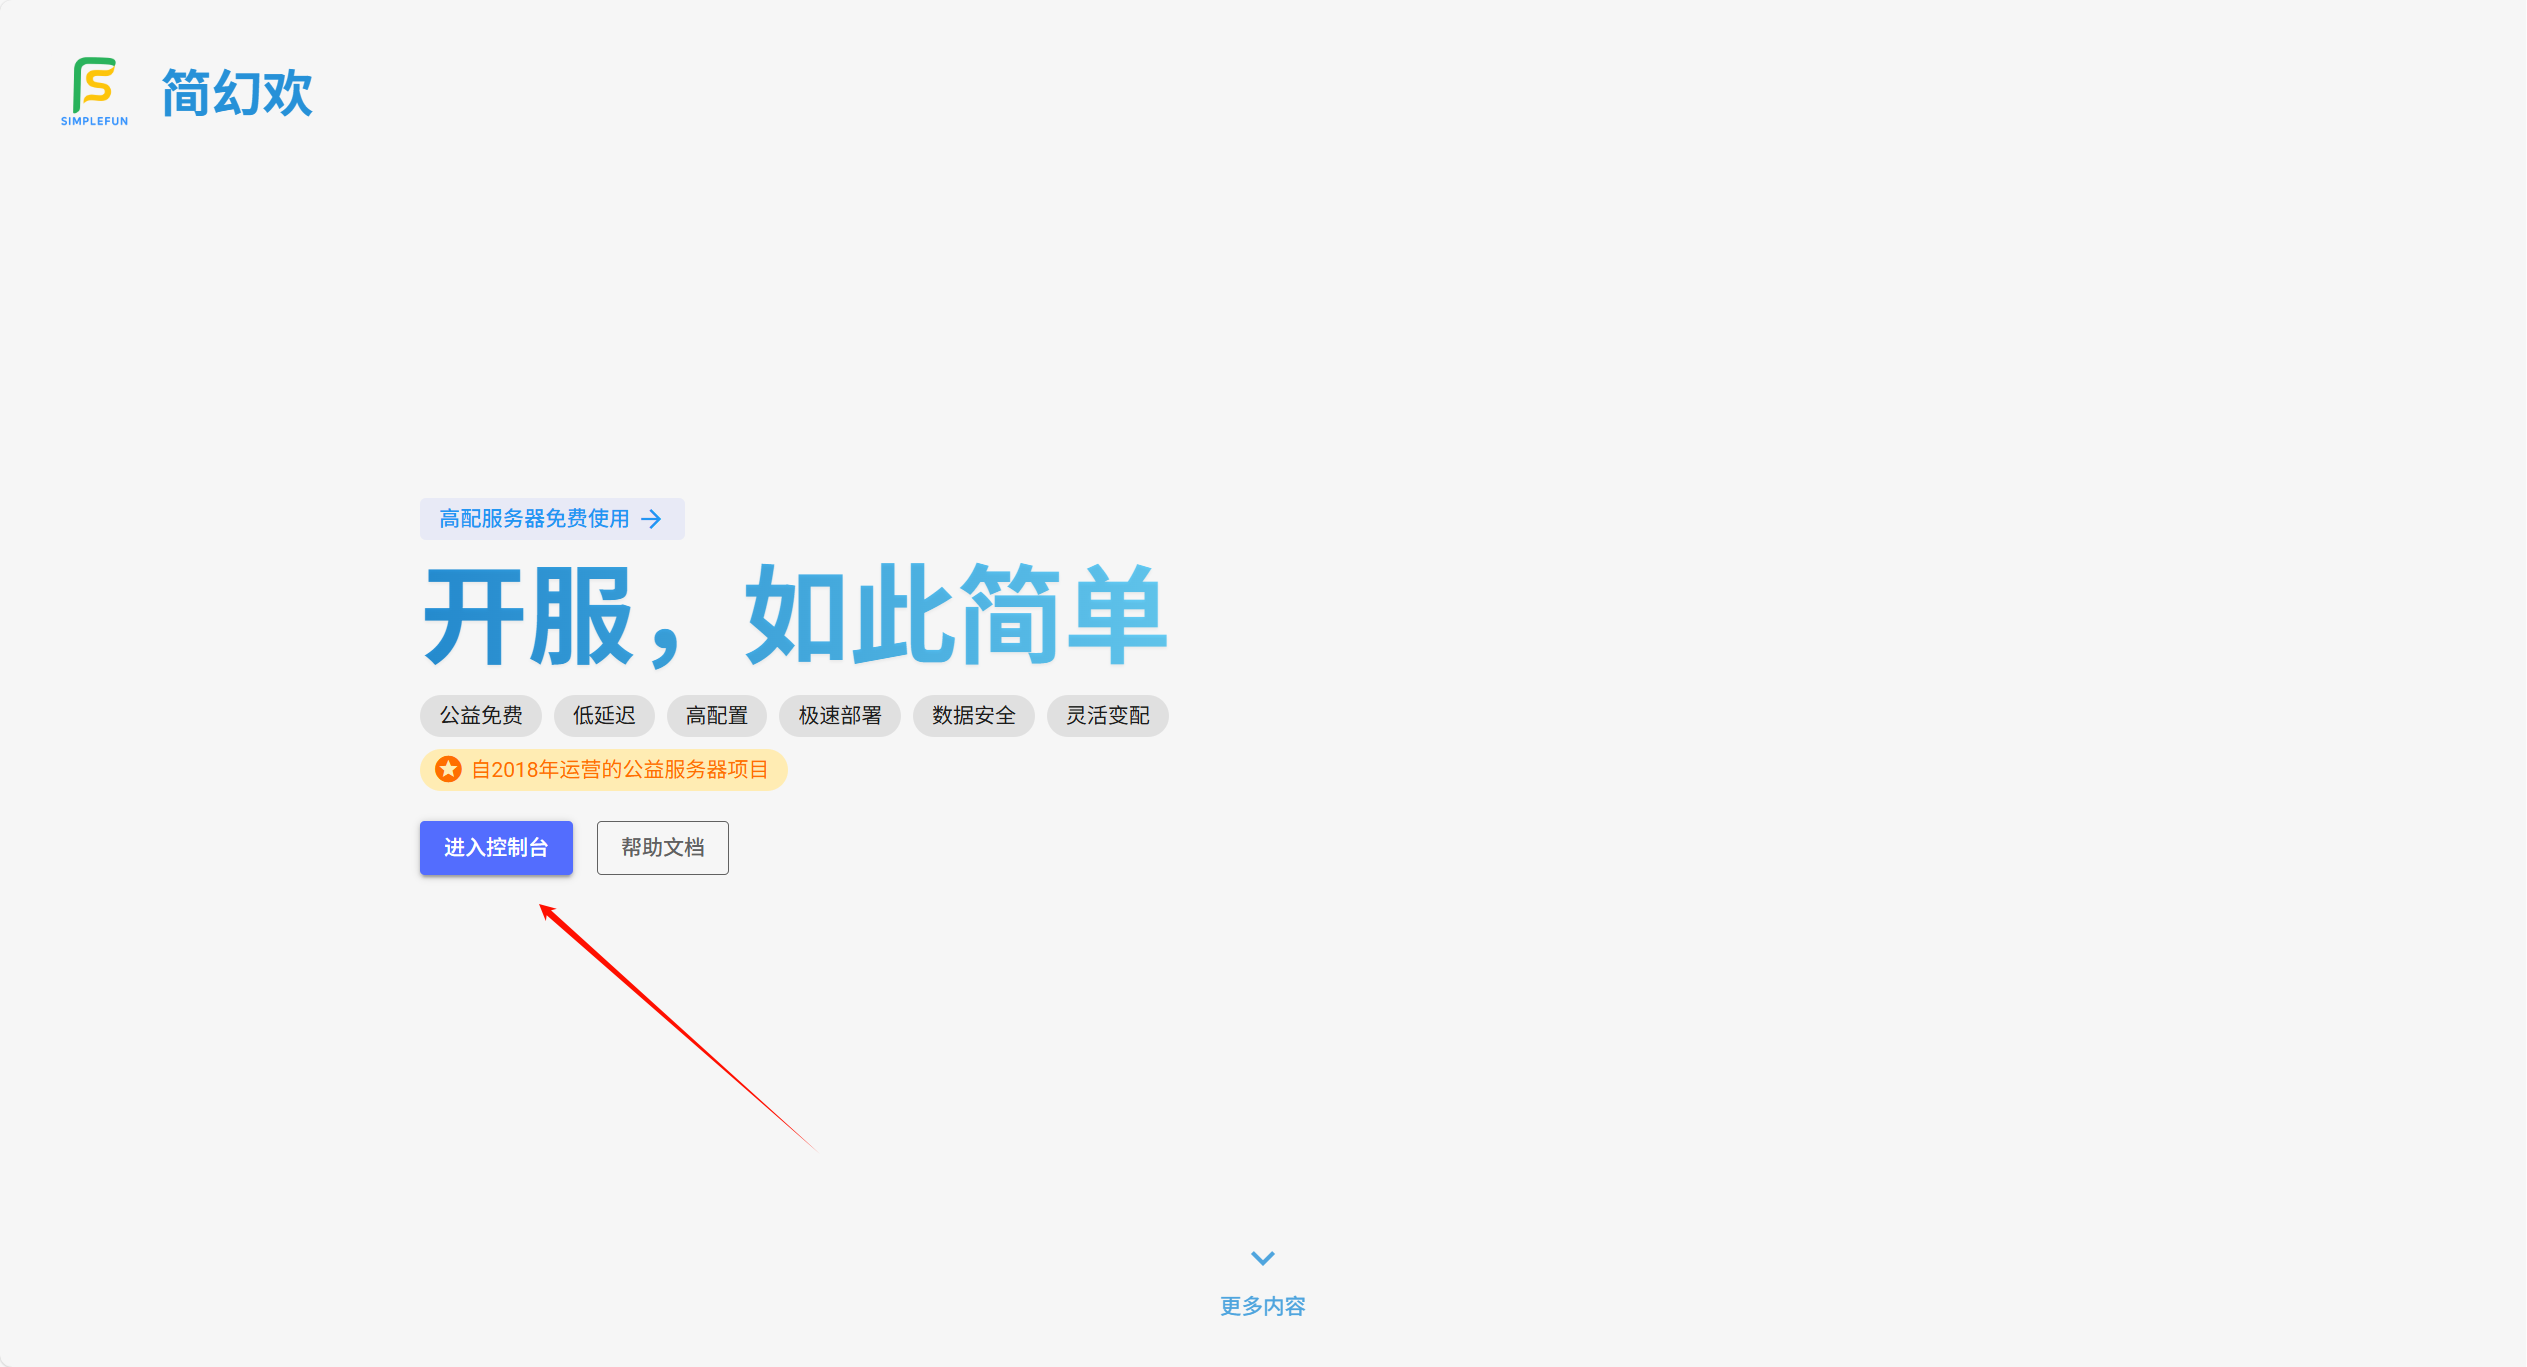 简幻欢
SIMPLEFUN
高配服务器免费使用
开服，如此简单
公益免费 低延迟 高配置 极速部署 数据安全 灵活变配
自2018年运营的公益服务器项目
进入控制台 帮助文档
更多内容